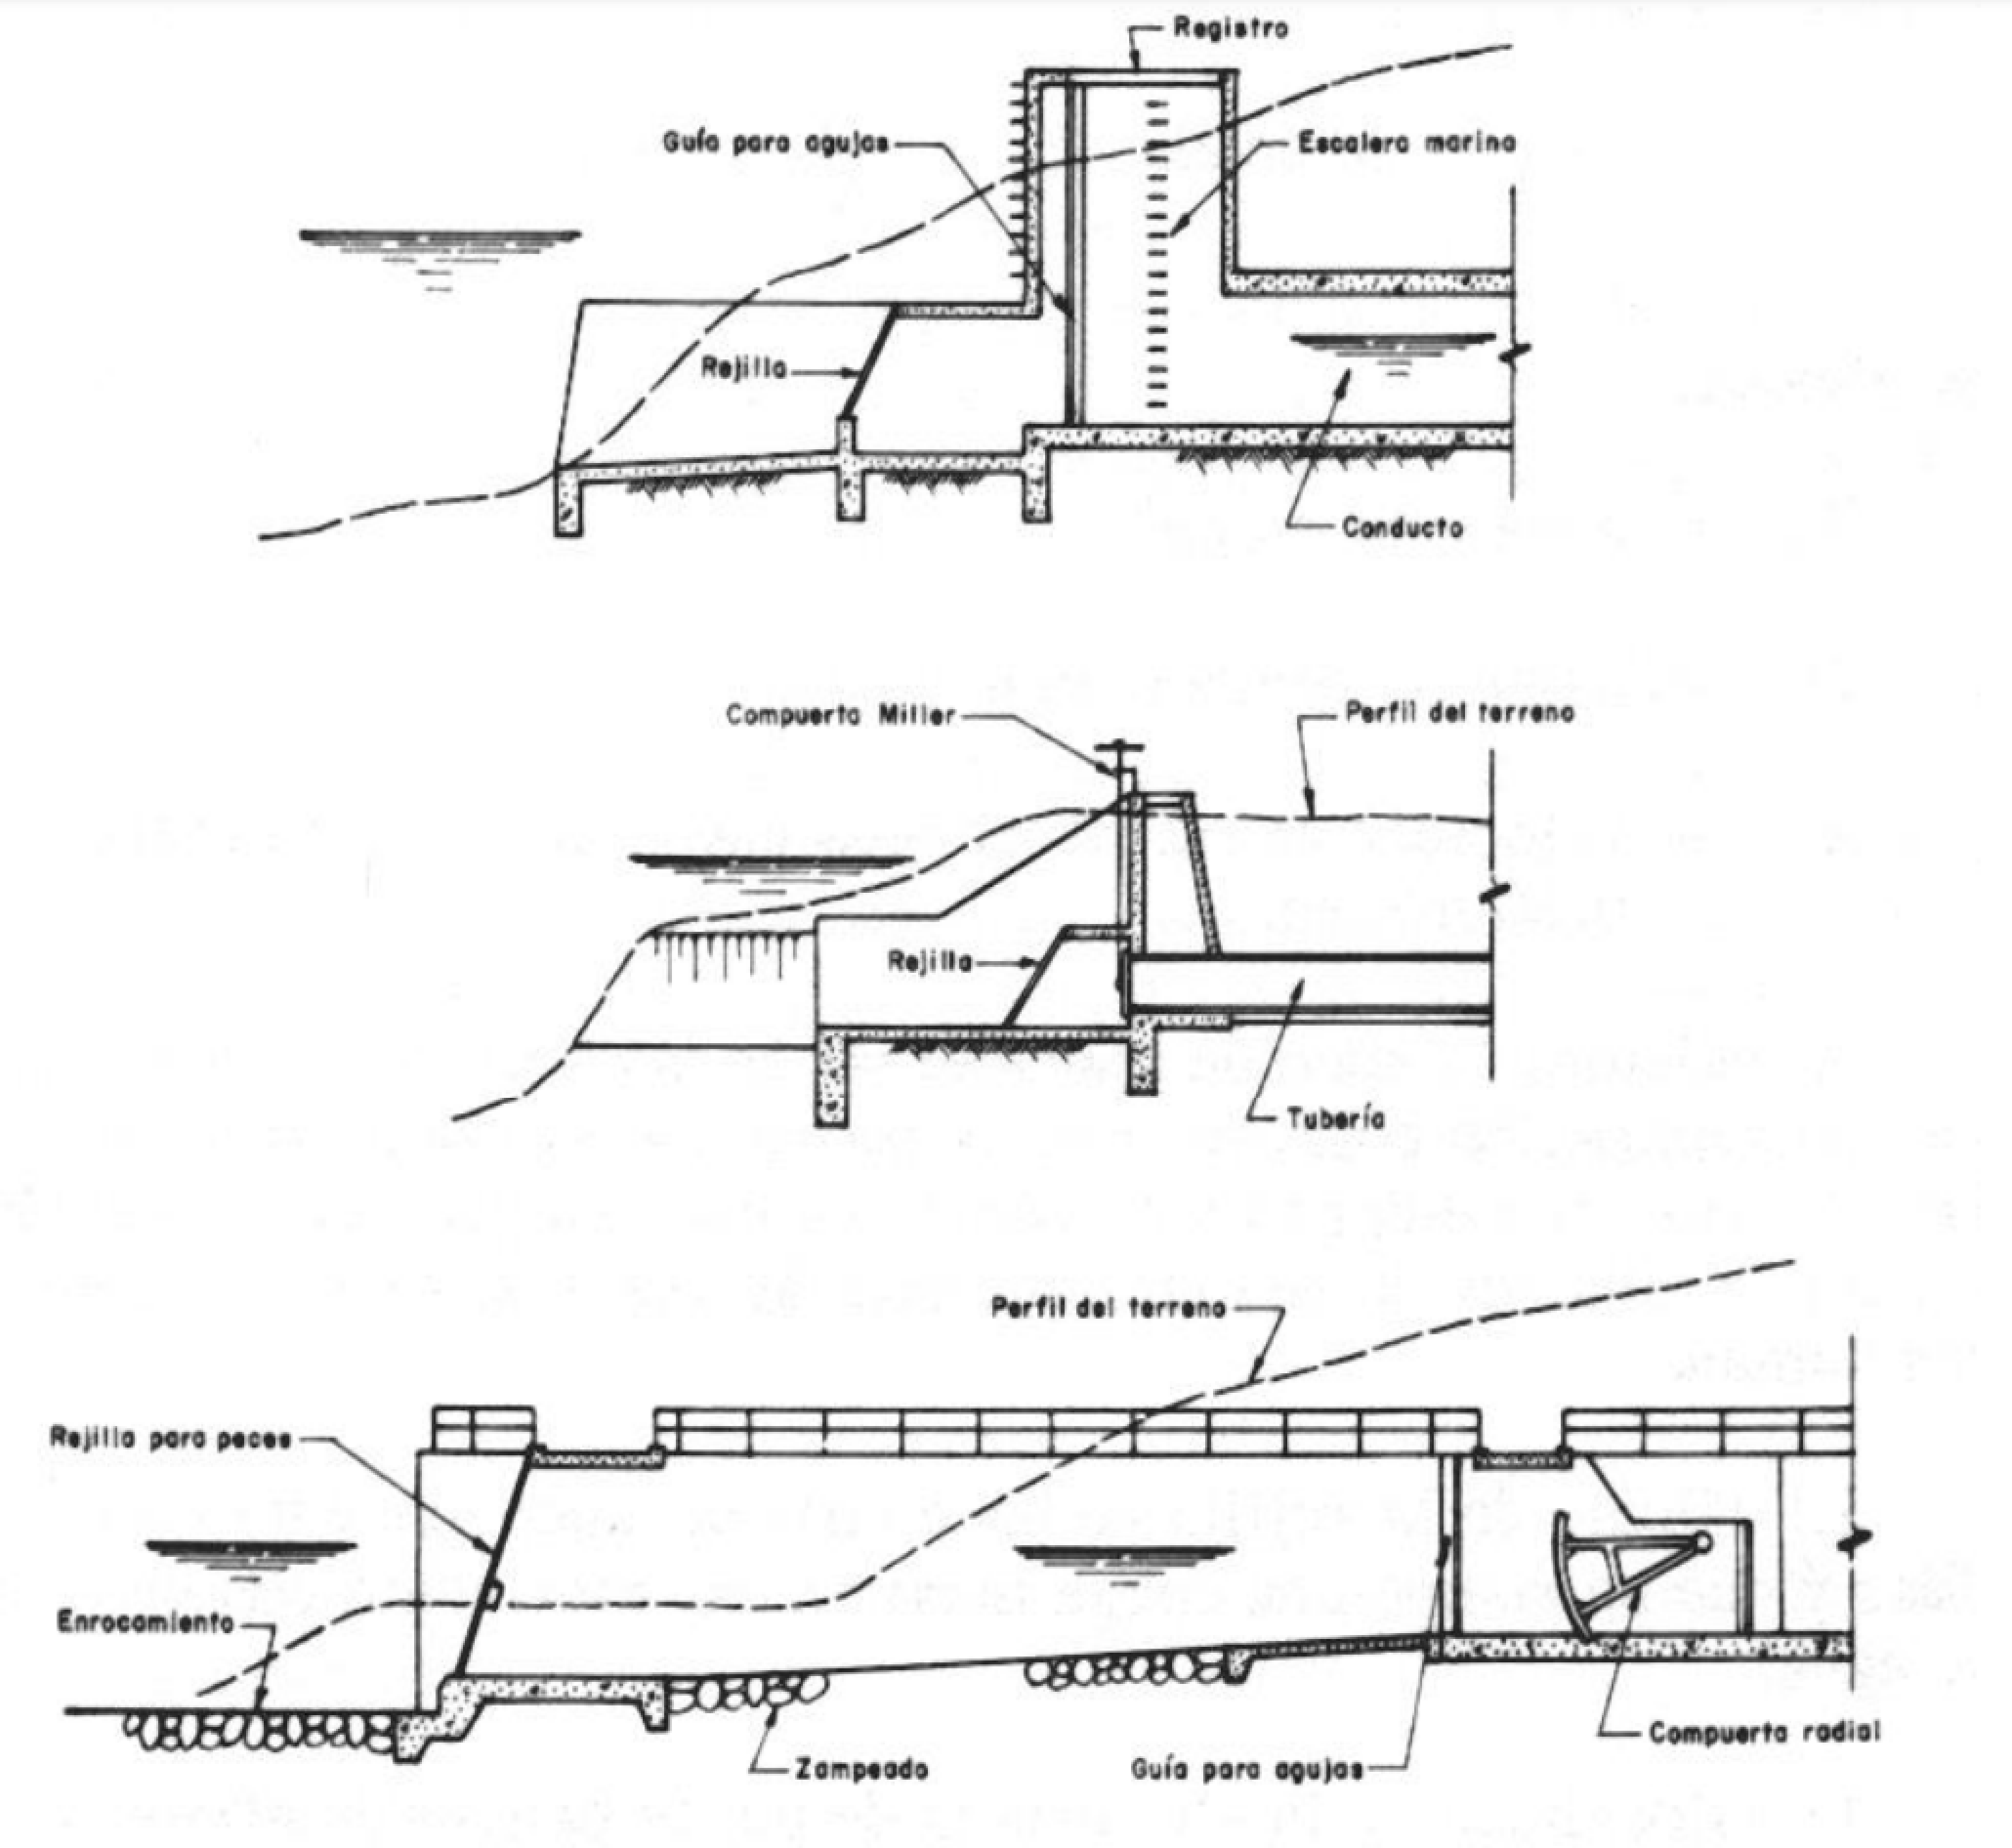 Registro
Guía para agujas
Escalera marina
Rejilla
Conducto
Compuerta Miller
Perfil del terreno
Rejilla
Tubería
Perfil del terreno
Rejilla para peces
Enrocamiento
Compuerta radial
Zampeado
Guía para agujas